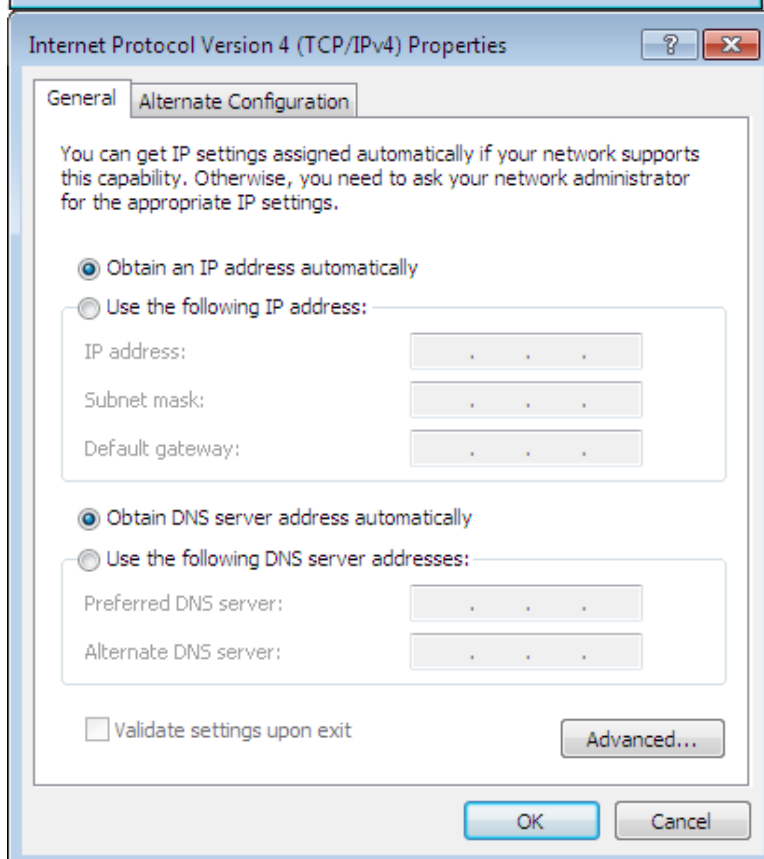 Internet Protocol Version 4 (TCP/IPv4) Properties
General
Alternate Configuration
You can get IP settings assigned automatically if your network supports
this capability. Otherwise, you need to ask your network administrator
for the appropriate IP settings.
Obtain an IP address automatically
Use the following IP address:
IP address:
Subnet mask:
Default gateway:
Obtain DNS server address automatically
Use the following DNS server addresses:
Preferred DNS server:
Alternate DNS server:
Validate settings upon exit
Advanced...
OK
Cancel